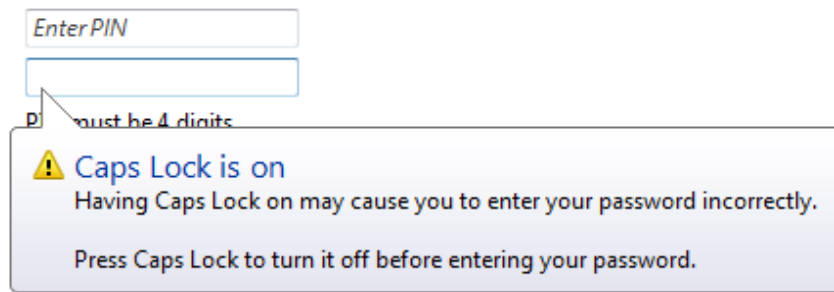 Enter PIN
must be 4 digits
Caps Lock is on
Having Caps Lock on may cause you to enter your password incorrectly.
Press Caps Lock to turn it off before entering your password.